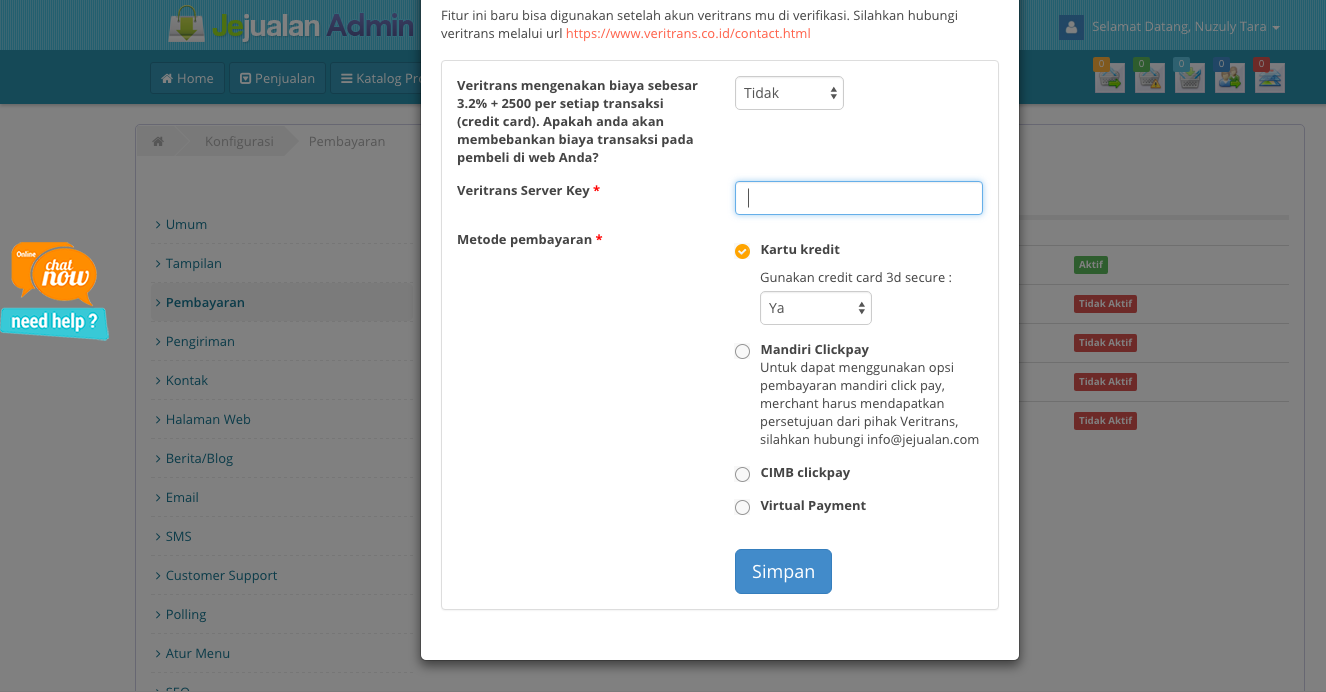 Jejualan Admin
Selamat Datang, Nuzuly Tara
Home
Penjualan
Katalog Pro
0
0
0
0
0
Konfigurasi
Pembayaran
Umum
Tampilan
Pembayaran
Pengiriman
Kontak
Halaman Web
Berita/Blog
Email
SMS
Customer Support
Polling
Atur Menu
SEO
Online
chat
now
need help ?
Fitur ini baru bisa digunakan setelah akun veritrans mu di verifikasi. Silahkan hubungi
veritrans melalui url https://www.veritrans.co.id/contact.html
Veritrans mengenakan biaya sebesar
3.2% + 2500 per setiap transaksi
(credit card). Apakah anda akan
membebankan biaya transaksi pada
pembeli di web Anda?
Tidak
Veritrans Server Key *
Metode pembayaran *
Kartu kredit
Gunakan credit card 3d secure :
Ya
Mandiri Clickpay
Untuk dapat menggunakan opsi
pembayaran mandiri click pay,
merchant harus mendapatkan
persetujuan dari pihak Veritrans,
silahkan hubungi info@jejualan.com
CIMB clickpay
Virtual Payment
Simpan
Aktif
Tidak Aktif
Tidak Aktif
Tidak Aktif
Tidak Aktif